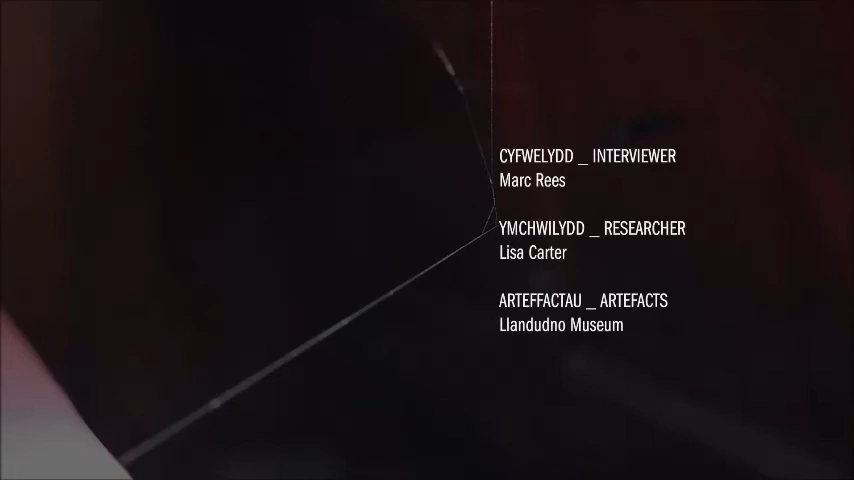 CYFWELYDD _ INTERVIEWER
Marc Rees
YMCHWILYDD _ RESEARCHER
Lisa Carter
ARTEFFACTAU _ ARTEFACTS
Llandudno Museum